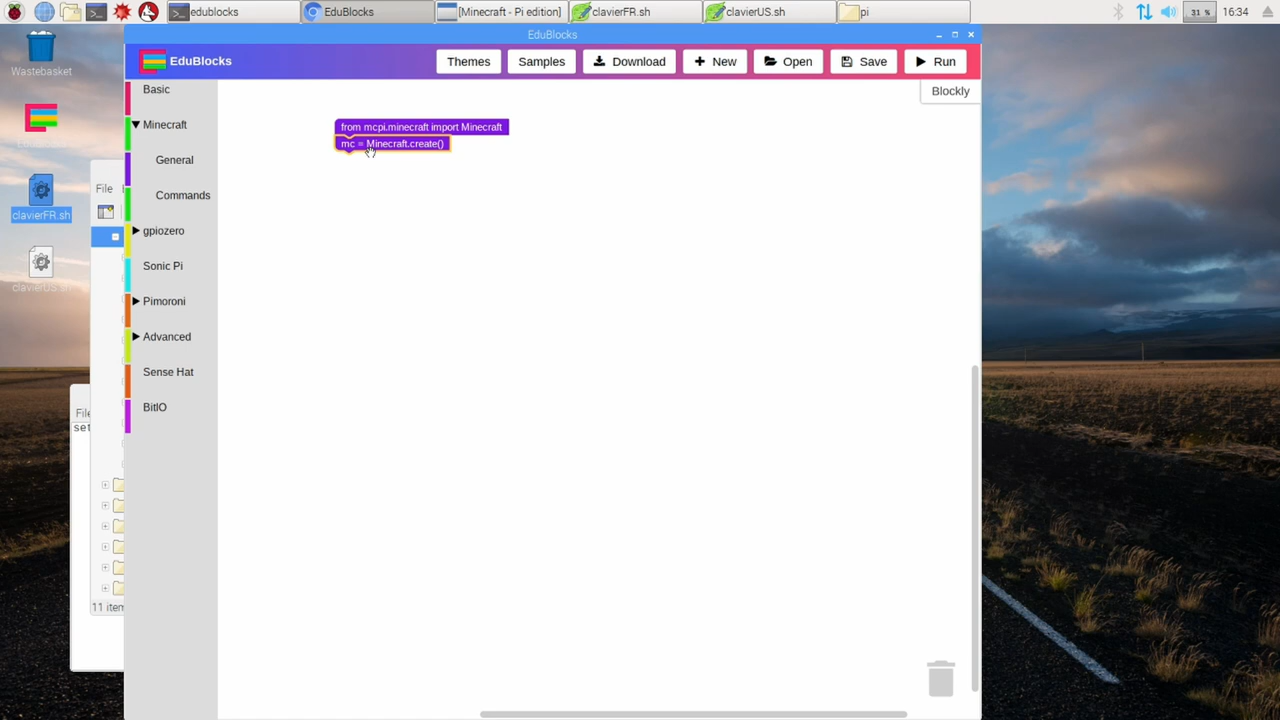 edublocks
EduBlocks
[Minecraft - Pi edition]
clavierFR.sh
clavierUS.sh
pi
31 %
16:34
EduBlocks
Wastebasket
clavierFR.sh
clavierUS.sh
File
11 item
File
set
EduBlocks
Themes
Samples
Download
New
Open
Save
Run
Blockly
Basic
Minecraft
General
Commands
gpiozero
Sonic Pi
Pimoroni
Advanced
Sense Hat
BitIO
from mcpi.minecraft import Minecraft
mc = Minecraft.create()